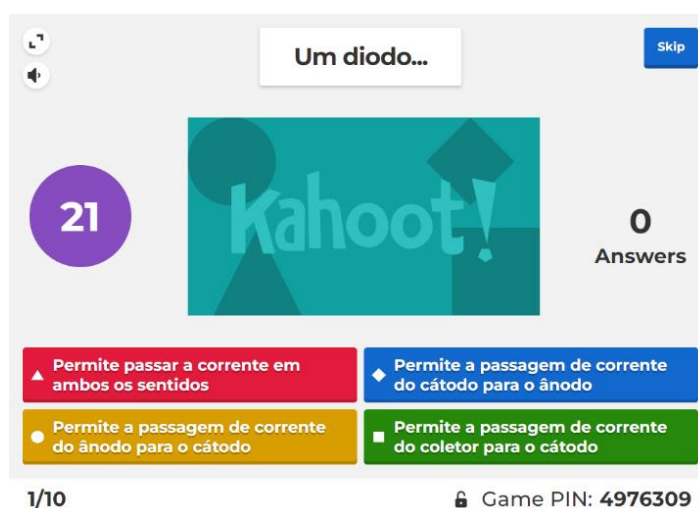 Um diodo...
Skip
21
Kahoot!
0
Answers
Permite passar a corrente em
ambos os sentidos
Permite a passagem de corrente
do cátodo para o ânodo
Permite a passagem de corrente
do ânodo para o cátodo
Permite a passagem de corrente
do coletor para o cátodo
1/10
Game PIN: 4976309